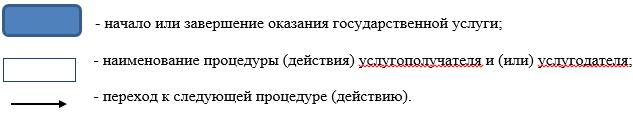 - начало или завершение оказания государственной услуги;
- наименование процедуры (действия) услугополучателя и (или) услугодателя;
- переход к следующей процедуре (действию).